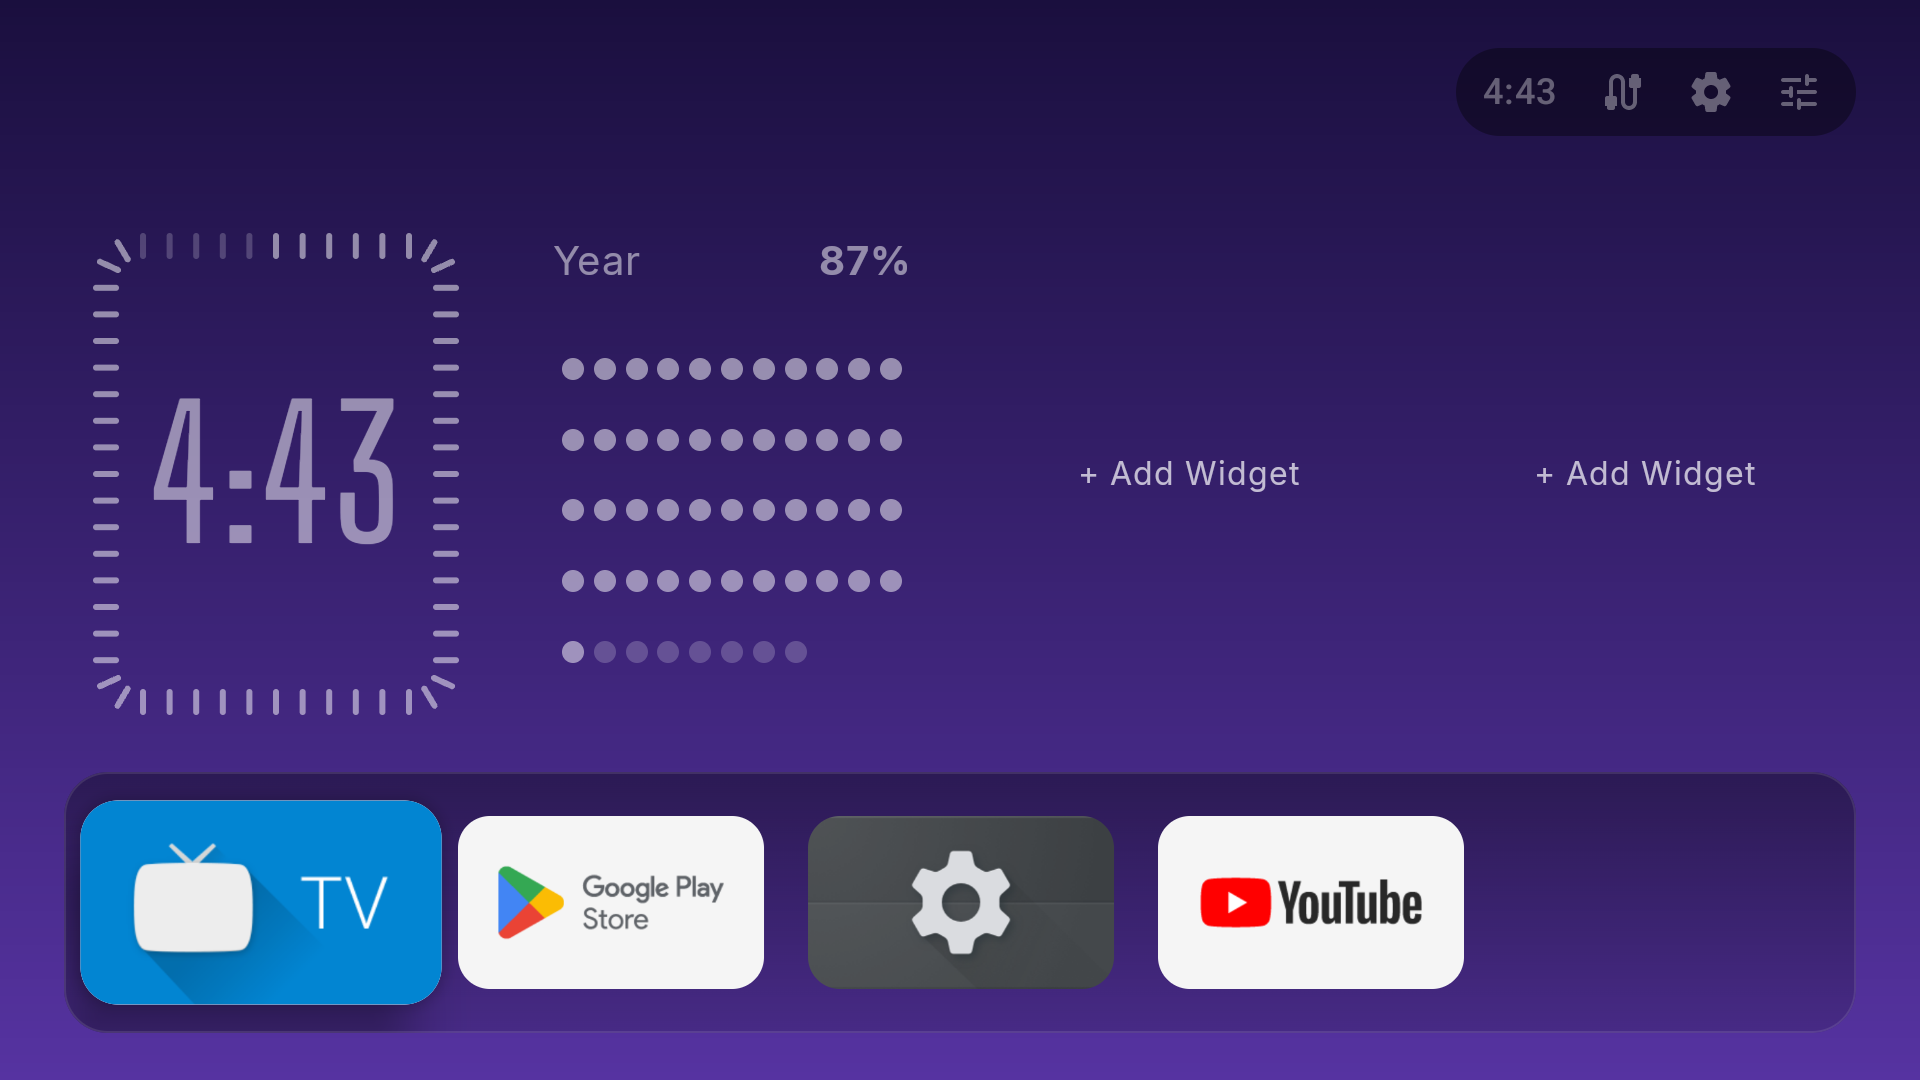 4:43
Year 87%
4:43
+ Add Widget
+ Add Widget
TV
Google Play
Store
YouTube